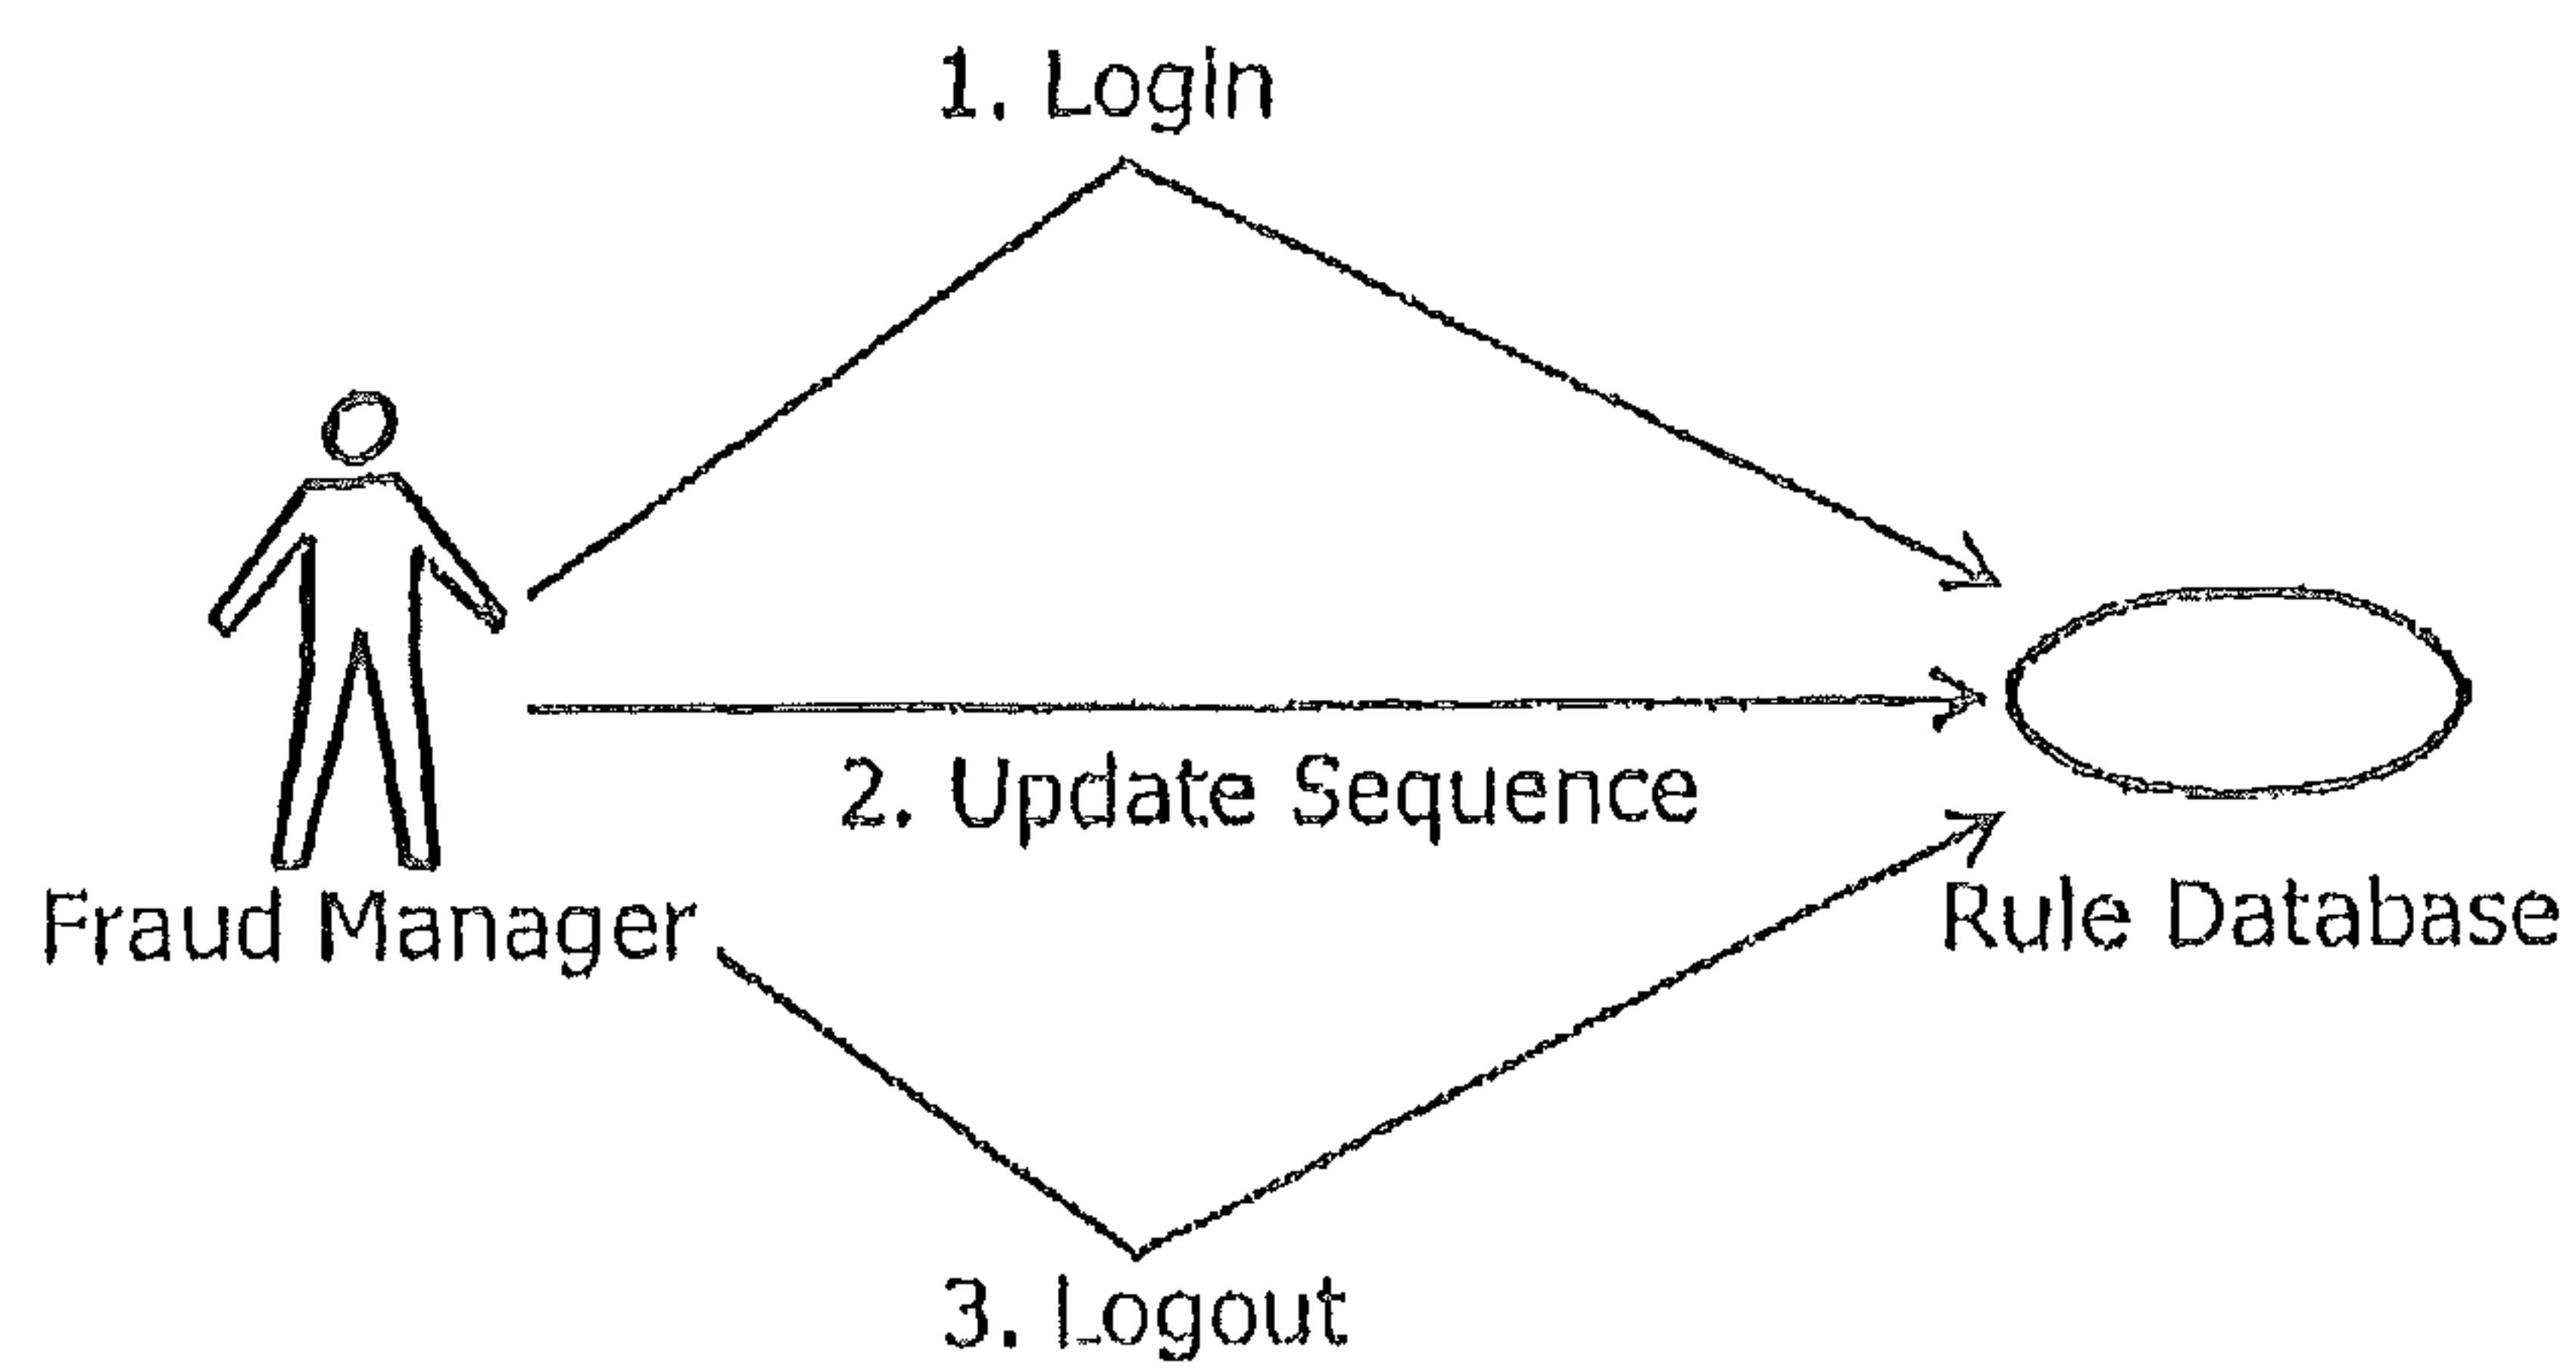 1. Login
2. Update Sequence
Fraud Manager
Rule Database
3. Logout